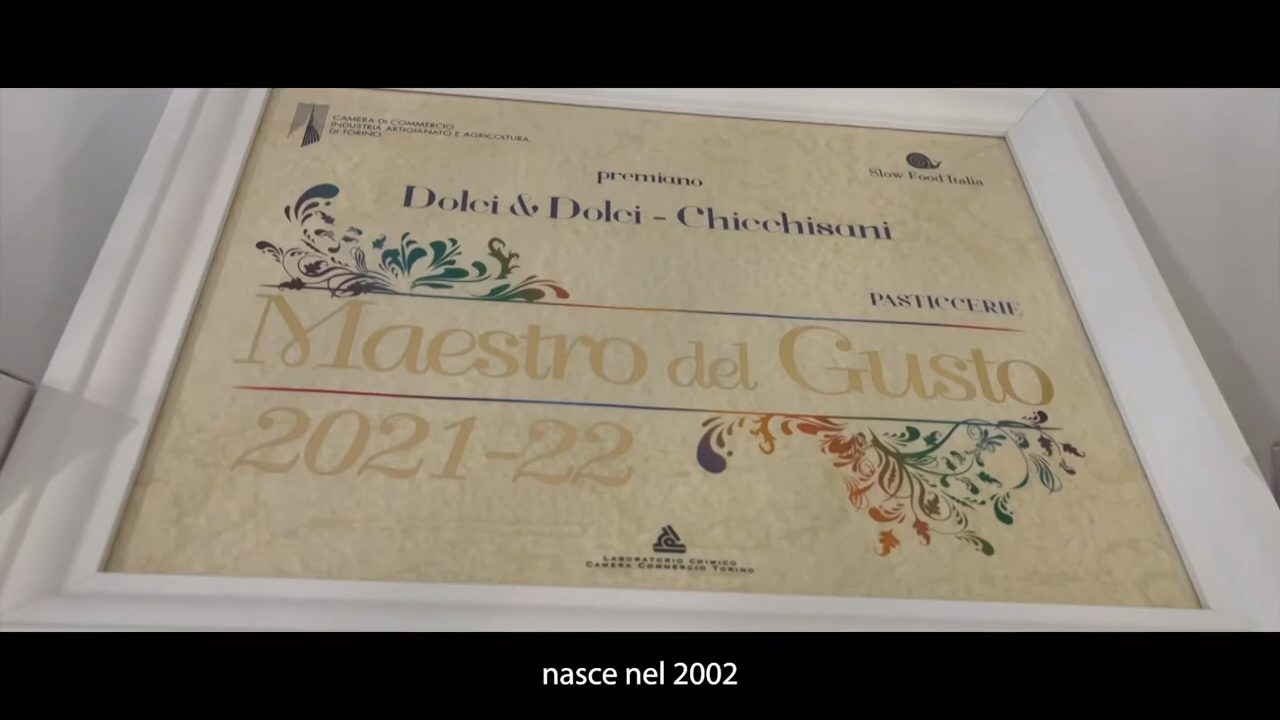 CAMERA DI COMMERCIO
INDUSTRIA ARTIGIANATO E AGRICOLTURA
DI TORINO
Slow Food Italia
premiano
Dolci & Dolci - Chicchisani
PASTICCERIE
Maestro del Gusto
2021-22
LABORATORIO CHIMICO
CAMERA COMMERCIO TORINO
nasce nel 2002